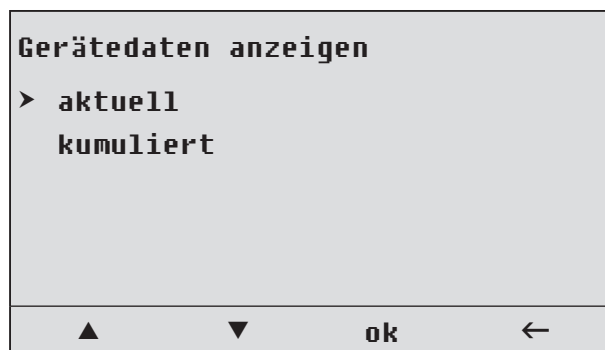 Gerätedaten anzeigen
➤ aktuell
kumuliert
▲ ▼ ok ←